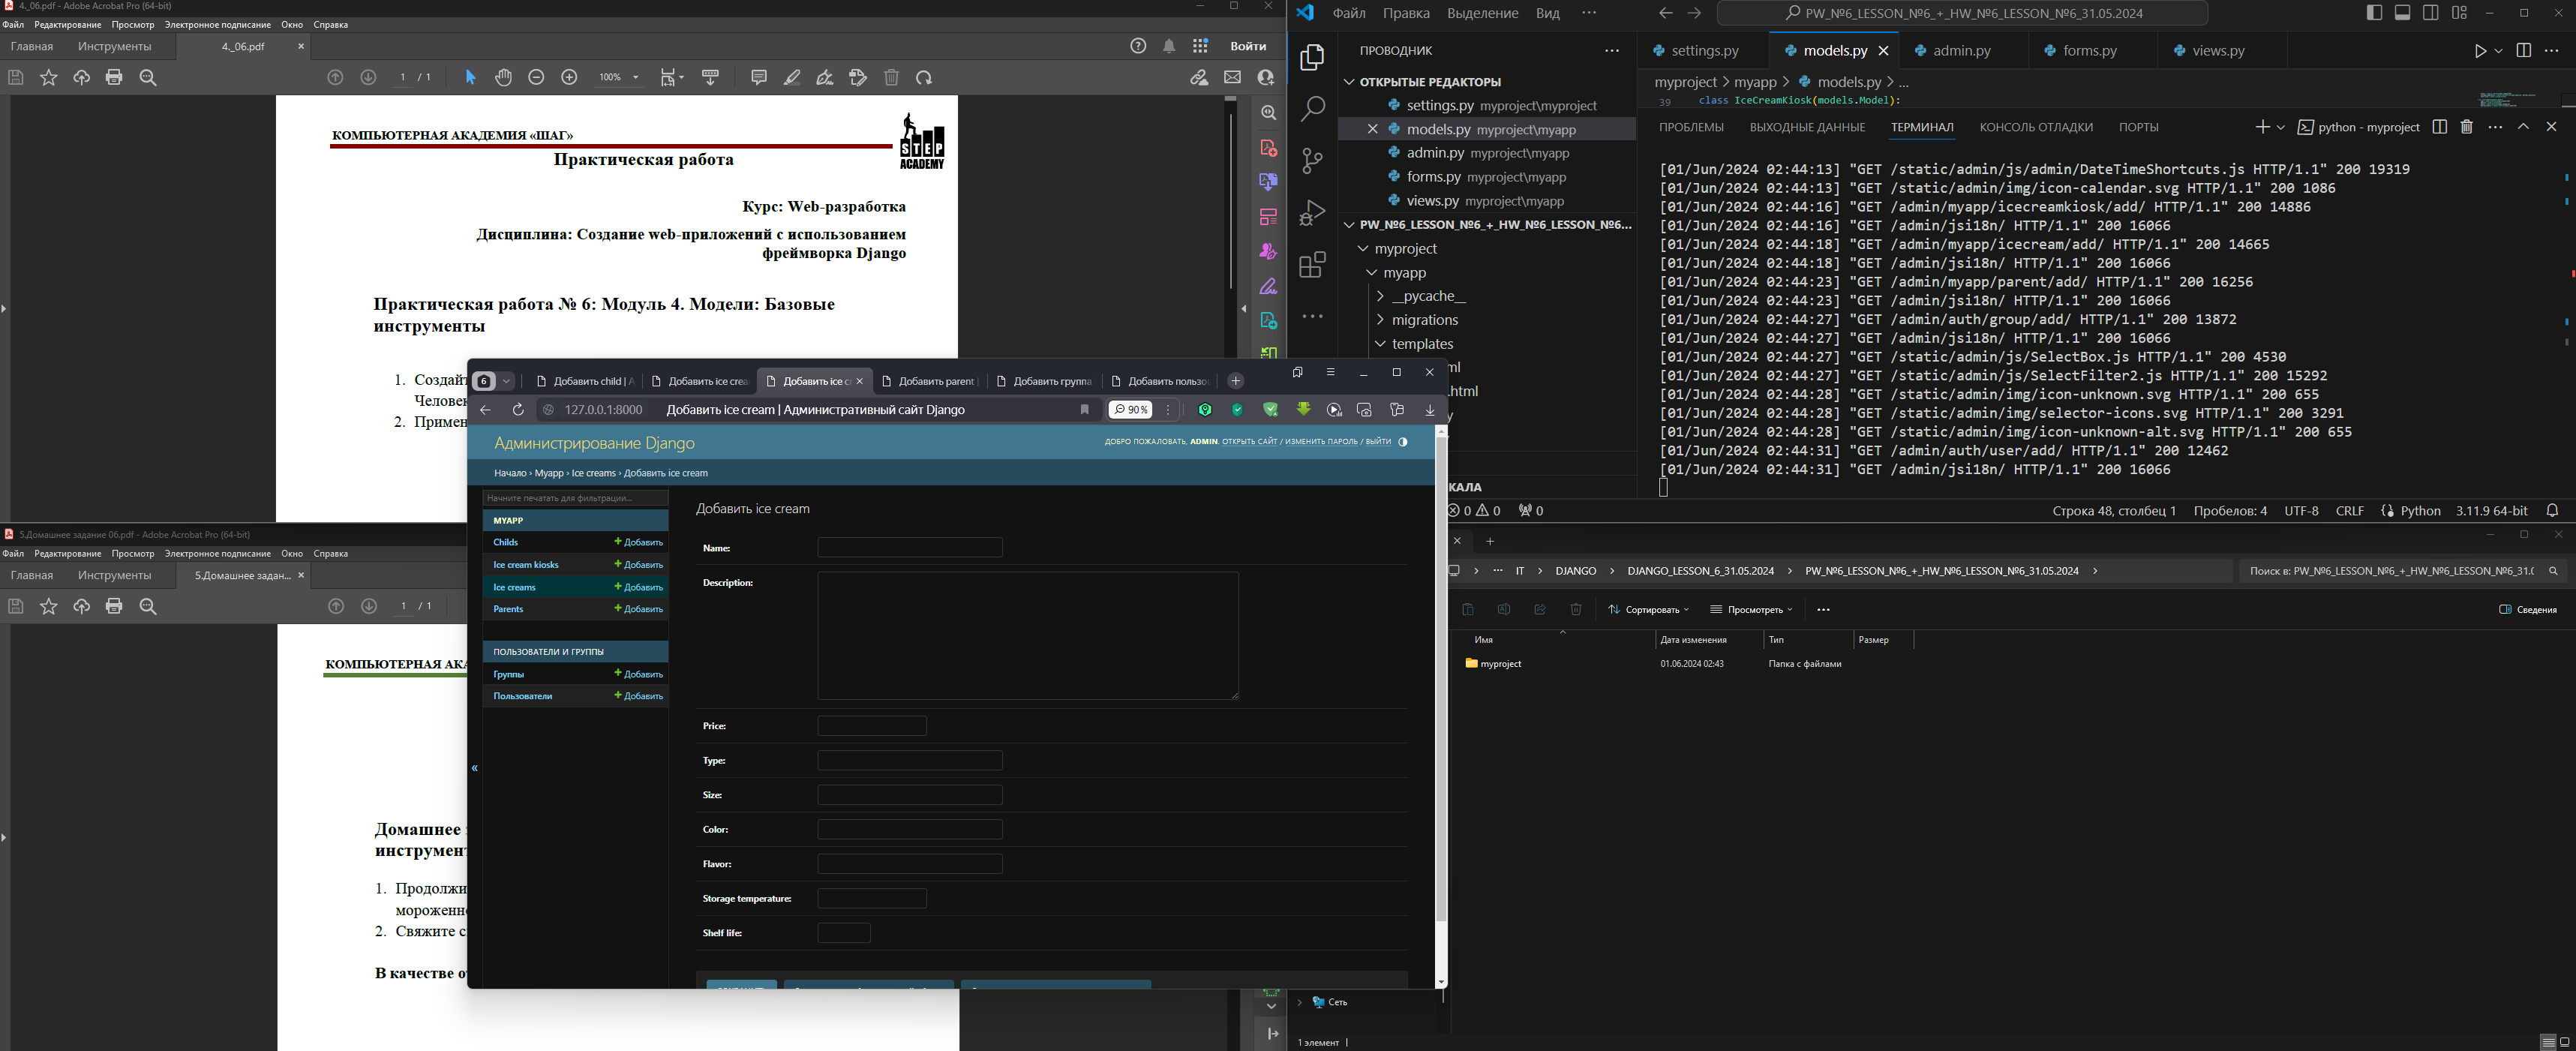 4._06.pdf - Adobe Acrobat Pro (64-bit)
Файл Редактирование Просмотр Электронное подписание Окно Справка
Главная Инструменты 4._06.pdf × Войти
1 / 1 100%
КОМПЬЮТЕРНАЯ АКАДЕМИЯ «ШАГ»
STEP
ACADEMY
Практическая работа
Курс: Web-разработка
Дисциплина: Создание web-приложений с использованием
фреймворка Django
Практическая работа № 6: Модуль 4. Модели: Базовые
инструменты
1. Создайт
Человек
2. Примен
5.Домашнее задание 06.pdf - Adobe Acrobat Pro (64-bit)
Файл Редактирование Просмотр Электронное подписание Окно Справка
Главная Инструменты 5.Домашнее задан... ×
1 / 1
КОМПЬЮТЕРНАЯ АКА
Домашнее
инструмент
1. Продолжи
мороженн
2. Свяжите с
В качестве о
6 Добавить child | А Добавить ice crea Добавить ice c × Добавить parent | Добавить группа Добавить пользо
127.0.0.1:8000 Добавить ice cream | Административный сайт Django 90 %
Администрирование Django
ДОБРО ПОЖАЛОВАТЬ, ADMIN. ОТКРЫТЬ САЙТ / ИЗМЕНИТЬ ПАРОЛЬ / ВЫЙТИ
Начало › Myapp › Ice creams › Добавить ice cream
Начните печатать для фильтрации...
MYAPP
Childs + Добавить
Ice cream kiosks + Добавить
Ice creams + Добавить
Parents + Добавить
ПОЛЬЗОВАТЕЛИ И ГРУППЫ
Группы + Добавить
Пользователи + Добавить
«
Добавить ice cream
Name:
Description:
Price:
Type:
Size:
Color:
Flavor:
Storage temperature:
Shelf life:
Файл Правка Выделение Вид ··· PW_№6_LESSON_№6_+_HW_№6_LESSON_№6_31.05.2024
ПРОВОДНИК ···
ОТКРЫТЫЕ РЕДАКТОРЫ
settings.py myproject\myproject
models.py myproject\myapp
admin.py myproject\myapp
forms.py myproject\myapp
views.py myproject\myapp
PW_№6_LESSON_№6_+_HW_№6_LESSON_№6...
myproject
myapp
__pycache__
migrations
templates
ml
.html
y
КАЛА
settings.py models.py × admin.py forms.py views.py
myproject > myapp > models.py > ...
39 class IceCreamKiosk(models.Model):
ПРОБЛЕМЫ ВЫХОДНЫЕ ДАННЫЕ ТЕРМИНАЛ КОНСОЛЬ ОТЛАДКИ ПОРТЫ python - myproject
[01/Jun/2024 02:44:13] "GET /static/admin/js/admin/DateTimeShortcuts.js HTTP/1.1" 200 19319
[01/Jun/2024 02:44:13] "GET /static/admin/img/icon-calendar.svg HTTP/1.1" 200 1086
[01/Jun/2024 02:44:16] "GET /admin/myapp/icecreamkiosk/add/ HTTP/1.1" 200 14886
[01/Jun/2024 02:44:16] "GET /admin/jsi18n/ HTTP/1.1" 200 16066
[01/Jun/2024 02:44:18] "GET /admin/myapp/icecream/add/ HTTP/1.1" 200 14665
[01/Jun/2024 02:44:18] "GET /admin/jsi18n/ HTTP/1.1" 200 16066
[01/Jun/2024 02:44:23] "GET /admin/myapp/parent/add/ HTTP/1.1" 200 16256
[01/Jun/2024 02:44:23] "GET /admin/jsi18n/ HTTP/1.1" 200 16066
[01/Jun/2024 02:44:27] "GET /admin/auth/group/add/ HTTP/1.1" 200 13872
[01/Jun/2024 02:44:27] "GET /admin/jsi18n/ HTTP/1.1" 200 16066
[01/Jun/2024 02:44:27] "GET /static/admin/js/SelectBox.js HTTP/1.1" 200 4530
[01/Jun/2024 02:44:27] "GET /static/admin/js/SelectFilter2.js HTTP/1.1" 200 15292
[01/Jun/2024 02:44:28] "GET /static/admin/img/icon-unknown.svg HTTP/1.1" 200 655
[01/Jun/2024 02:44:28] "GET /static/admin/img/selector-icons.svg HTTP/1.1" 200 3291
[01/Jun/2024 02:44:28] "GET /static/admin/img/icon-unknown-alt.svg HTTP/1.1" 200 655
[01/Jun/2024 02:44:31] "GET /admin/auth/user/add/ HTTP/1.1" 200 12462
[01/Jun/2024 02:44:31] "GET /admin/jsi18n/ HTTP/1.1" 200 16066
0 0 0 Строка 48, столбец 1 Пробелов: 4 UTF-8 CRLF Python 3.11.9 64-bit
··· > IT > DJANGO > DJANGO_LESSON_6_31.05.2024 > PW_№6_LESSON_№6_+_HW_№6_LESSON_№6_31.05.2024 >
Поиск в: PW_№6_LESSON_№6_+_HW_№6_LESSON_№6_31.0
Сортировать Просмотреть ··· Сведения
Имя Дата изменения Тип Размер
myproject 01.06.2024 02:43 Папка с файлами
Сеть
1 элемент